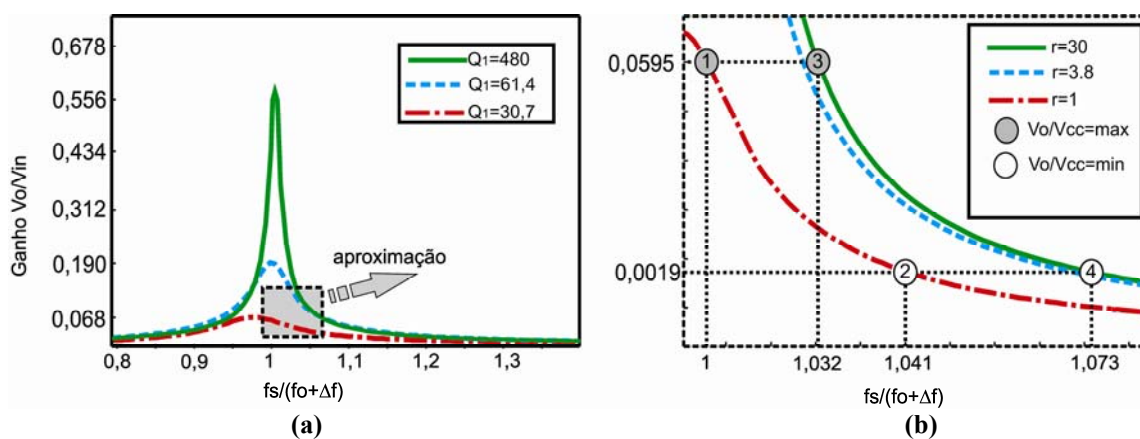 0,678
0,556
0,434
0,312
0,190
0,068
Ganho Vo/Vin
Q1=480
Q1=61,4
Q1=30,7
aproximação
0,8
0,9
1
1,1
1,2
1,3
fs/(fo+Δf)
(a)
0,0595
0,0019
r=30
r=3.8
r=1
Vo/Vcc=max
Vo/Vcc=min
1
3
2
4
1
1,032
1,041
1,073
fs/(fo+Δf)
(b)